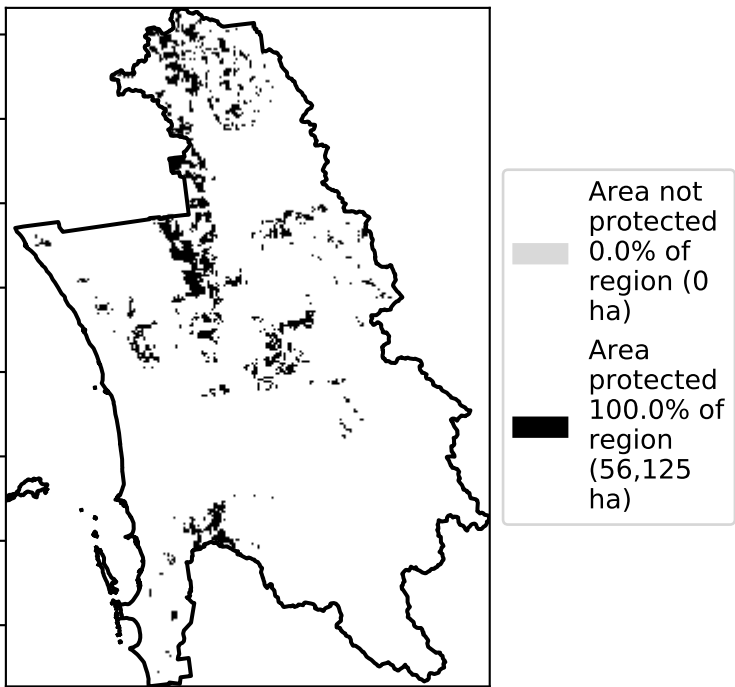 Area not
protected
0.0% of
region (0
ha)
Area
protected
100.0% of
region
(56,125
ha)